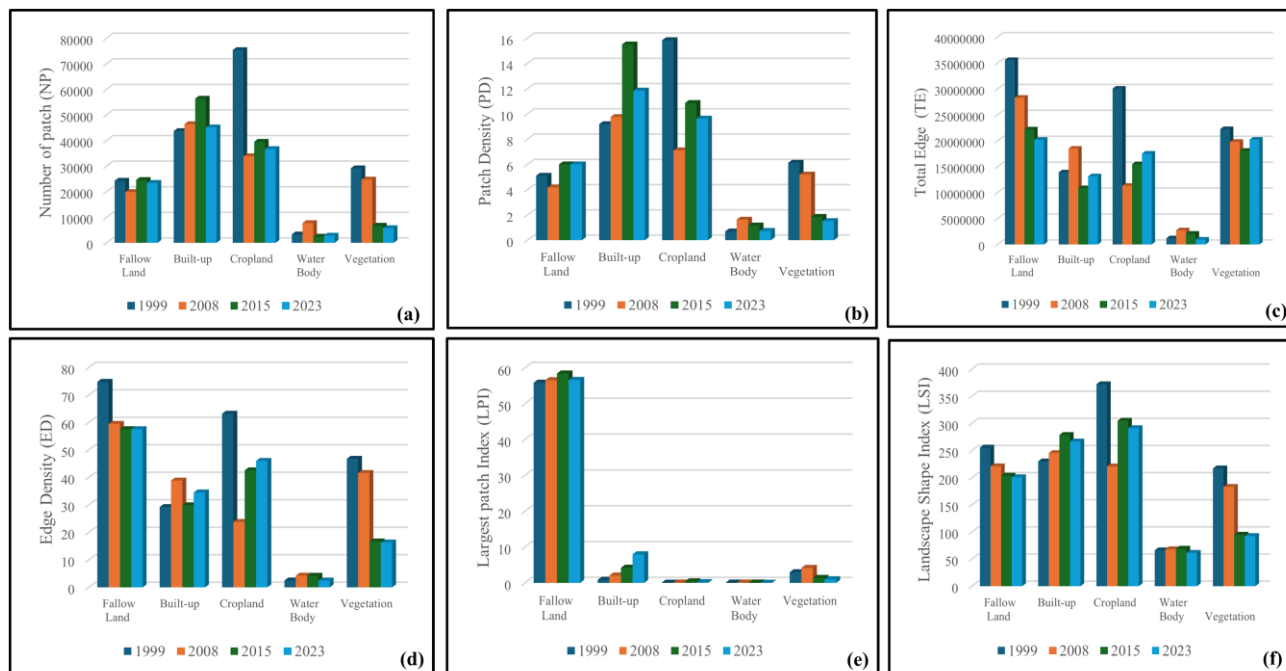 Number of patch (NP)
80000
70000
60000
50000
40000
30000
20000
10000
0
Fallow Land
Built-up
Cropland
Water Body
Vegetation
1999 2008 2015 2023
(a)
Patch Density (PD)
16
14
12
10
8
6
4
2
0
Fallow Land
Built-up
Cropland
Water Body
Vegetation
1999 2008 2015 2023
(b)
Total Edge (TE)
40000000
35000000
30000000
25000000
20000000
15000000
10000000
5000000
0
Fallow Land
Built-up
Cropland
Water Body
Vegetation
1999 2008 2015 2023
(c)
Edge Density (ED)
80
70
60
50
40
30
20
10
0
Fallow Land
Built-up
Cropland
Water Body
Vegetation
1999 2008 2015 2023
(d)
Largest patch Index (LPI)
60
50
40
30
20
10
0
Fallow Land
Built-up
Cropland
Water Body
Vegetation
1999 2008 2015 2023
(e)
Landscape Shape Index (LSI)
400
350
300
250
200
150
100
50
0
Fallow Land
Built-up
Cropland
Water Body
Vegetation
1999 2008 2015 2023
(f)